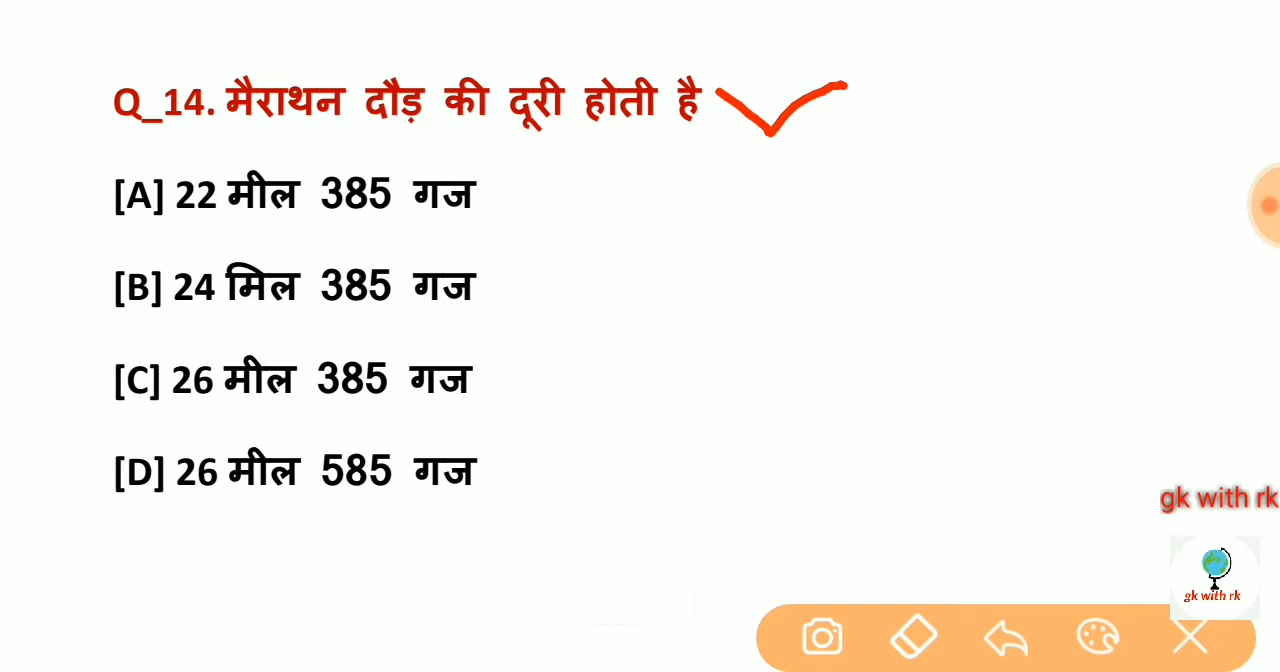 Q_14. मैराथन दौड़ की दूरी होती है
[A] 22 मील 385 गज
[B] 24 मिल 385 गज
[C] 26 मील 385 गज
[D] 26 मील 585 गज
gk with rk
gk with rk